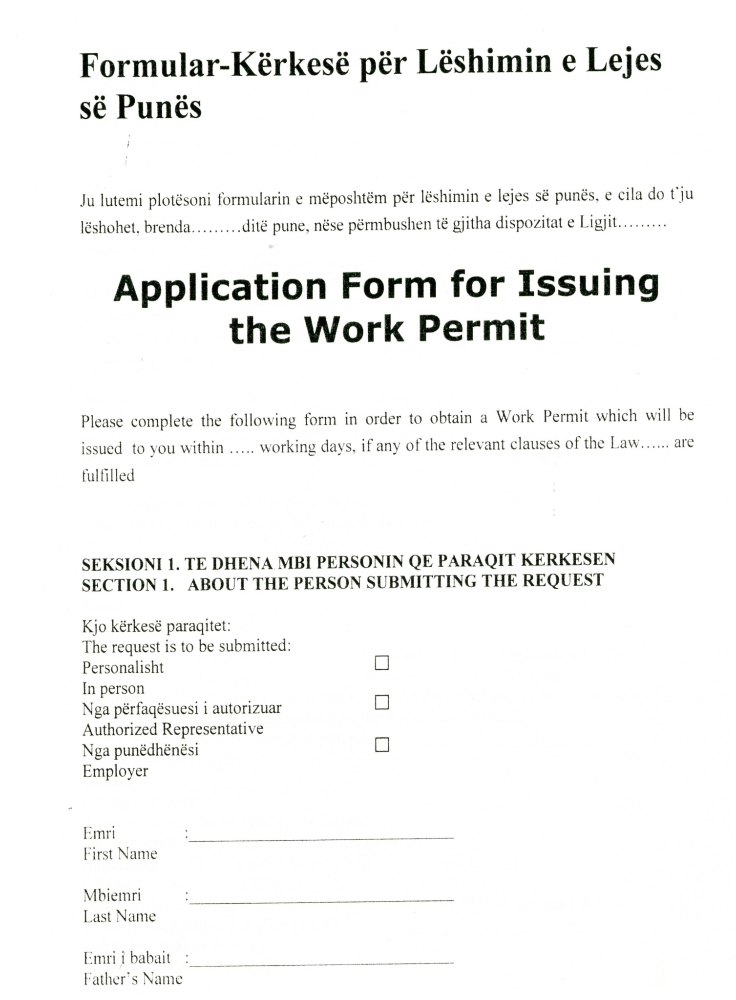 Formular-Kërkesë për Lëshimin e Lejes
së Punës
Ju lutemi plotësoni formularin e mëposhtëm për lëshimin e lejes së punës, e cila do t'ju
lëshohet, brenda.........ditë pune, nëse përmbushen të gjitha dispozitat e Ligjit.........
Application Form for Issuing
the Work Permit
Please complete the following form in order to obtain a Work Permit which will be
issued to you within ..... working days, if any of the relevant clauses of the Law...... are
fulfilled
SEKSIONI 1. TE DHENA MBI PERSONIN QE PARAQIT KERKESEN
SECTION 1. ABOUT THE PERSON SUBMITTING THE REQUEST
Kjo kërkesë paraqitet:
The request is to be submitted:
Personalisht ☐
In person
Nga përfaqësuesi i autorizuar ☐
Authorized Representative
Nga punëdhënësi ☐
Employer
Emri :
First Name
Mbiemri :
Last Name
Emri i babait :
Father's Name